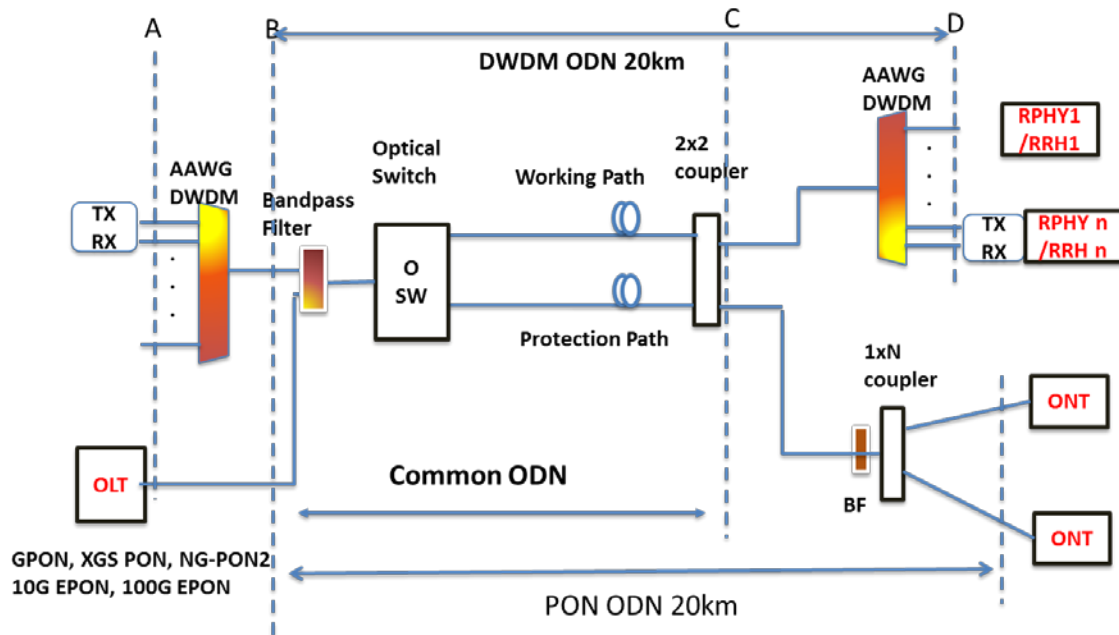 A
B
C
D
DWDM ODN 20km
AAWG
DWDM
RPHY1
/RRH1
2x2
coupler
Optical
Switch
Working Path
AAWG
DWDM
Bandpass
Filter
TX
RX
TX
RX
RPHY n
/RRH n
O
SW
Protection Path
1xN
coupler
ONT
OLT
Common ODN
BF
ONT
GPON, XGS PON, NG-PON2
10G EPON, 100G EPON
PON ODN 20km